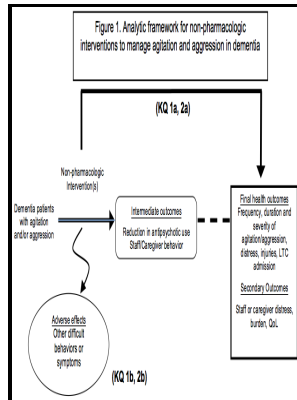 Figure 1. Analytic framework for non-pharmacologic
interventions to manage agitation and aggression in dementia
(KQ 1a, 2a)
Non-pharmacologic
Intervention(s)
Dementia patients
with agitation
and/or aggression
Intermediate outcomes
Reduction in antipsychotic use
Staff/Caregiver behavior
Final health outcomes
Frequency, duration and
severity of
agitation/aggression,
distress, injuries, LTC
admission
Secondary Outcomes
Staff or caregiver distress,
burden, QoL
Adverse effects
Other difficult
behaviors or
symptoms
(KQ 1b, 2b)